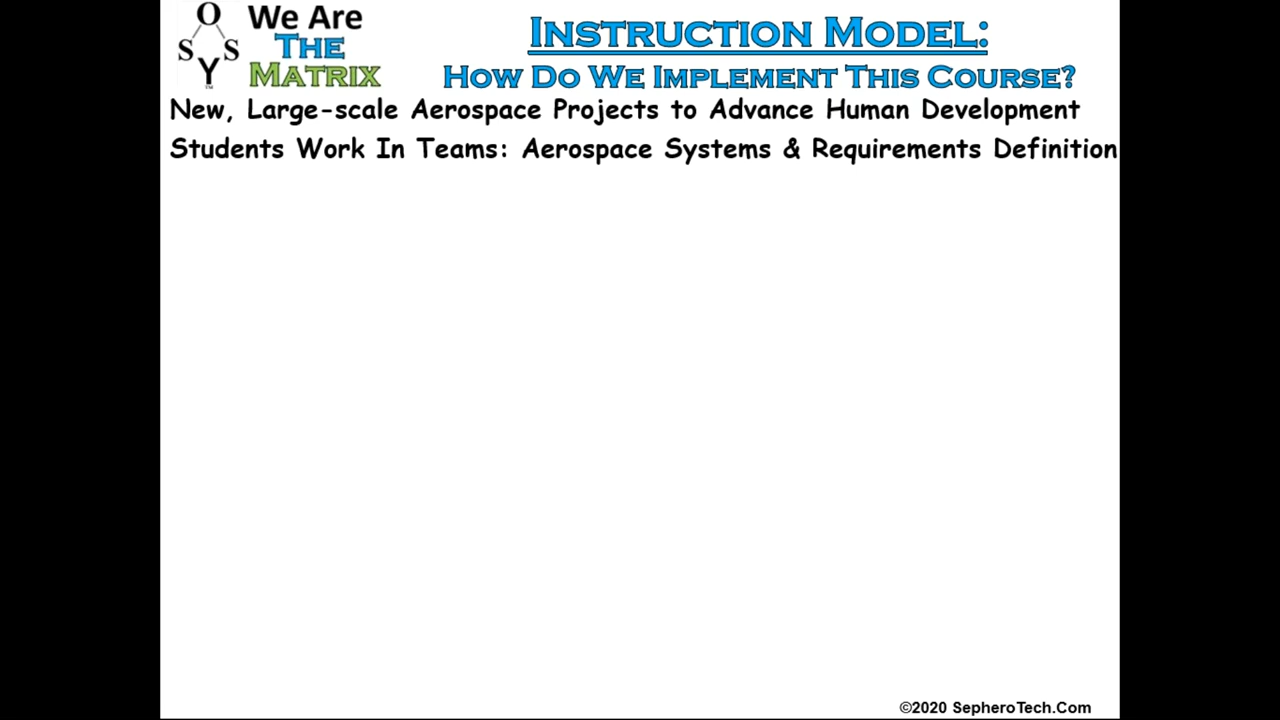 O
S S
Y
TM
We Are
THE
MATRIX
INSTRUCTION MODEL:
HOW DO WE IMPLEMENT THIS COURSE?
New, Large-scale Aerospace Projects to Advance Human Development
Students Work In Teams: Aerospace Systems & Requirements Definition
©2020 SepheroTech.Com